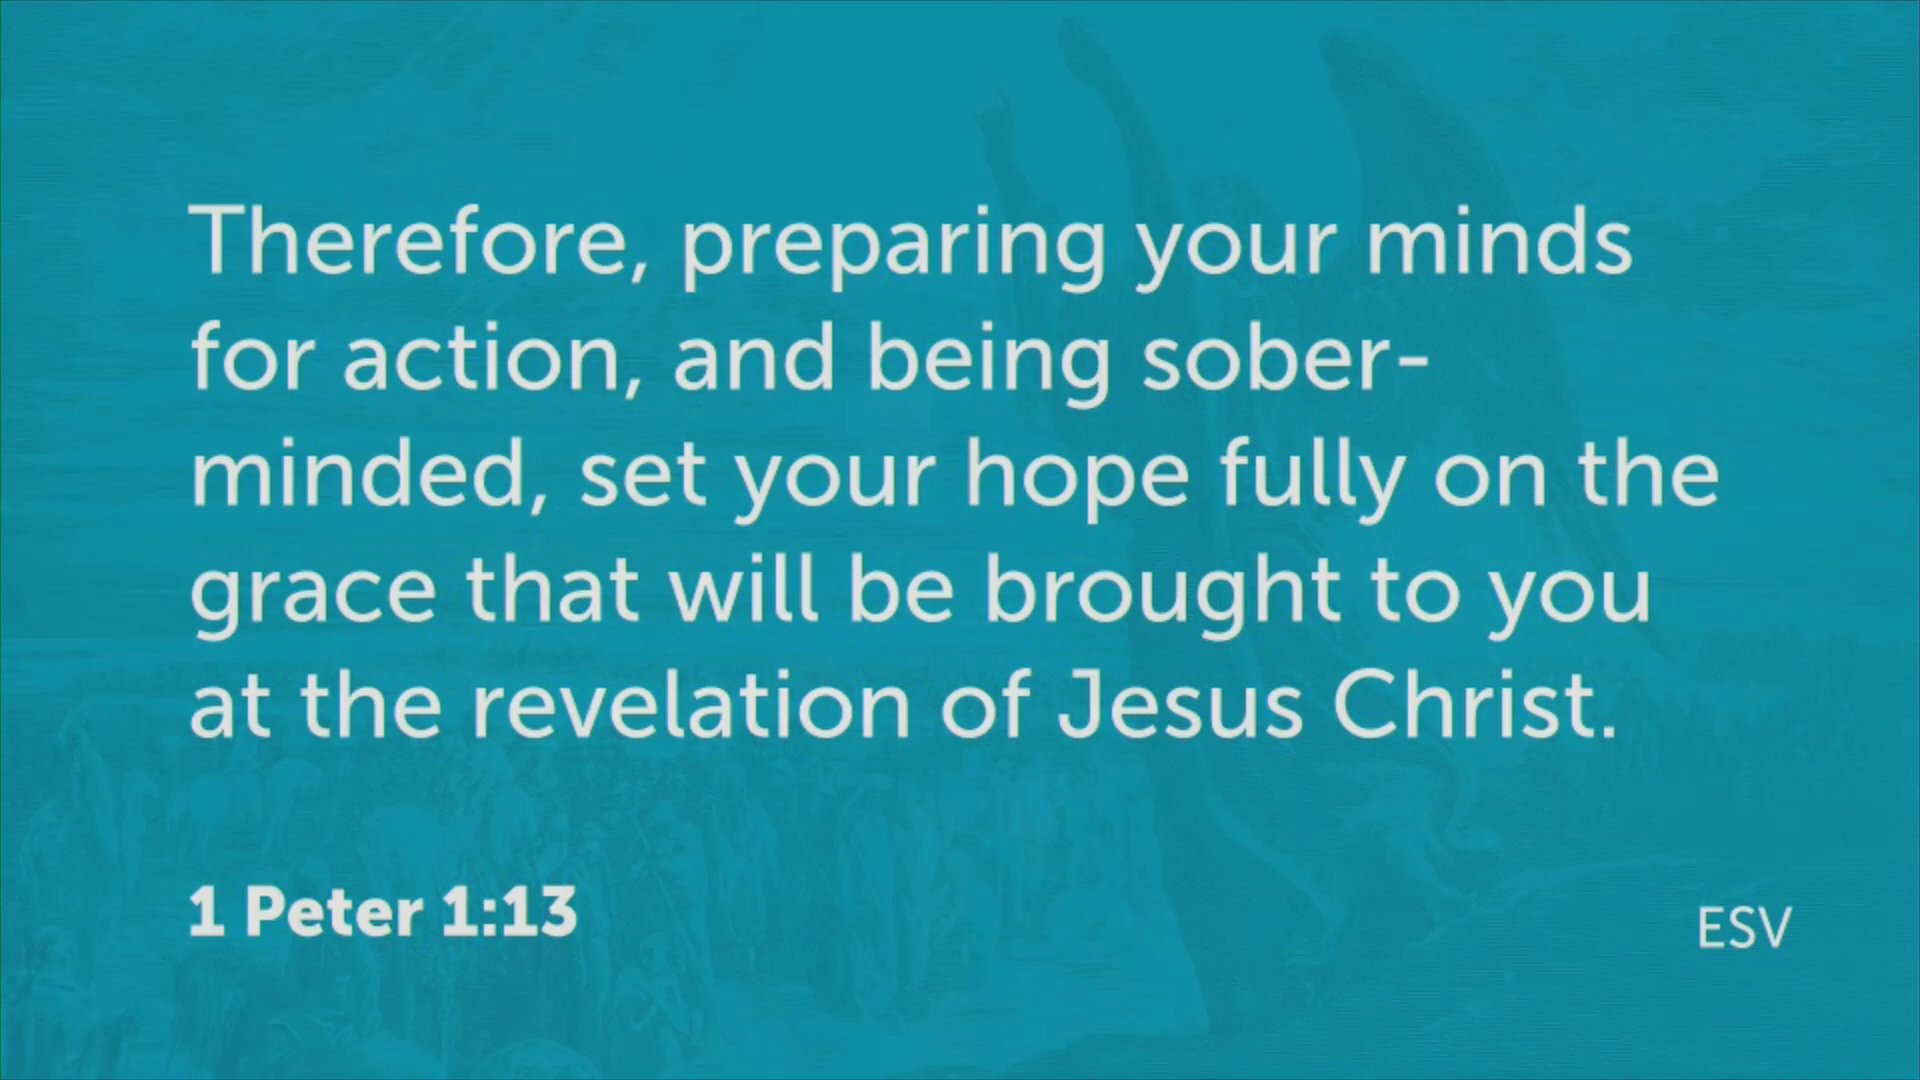 Therefore, preparing your minds
for action, and being sober-
minded, set your hope fully on the
grace that will be brought to you
at the revelation of Jesus Christ.
1 Peter 1:13
ESV